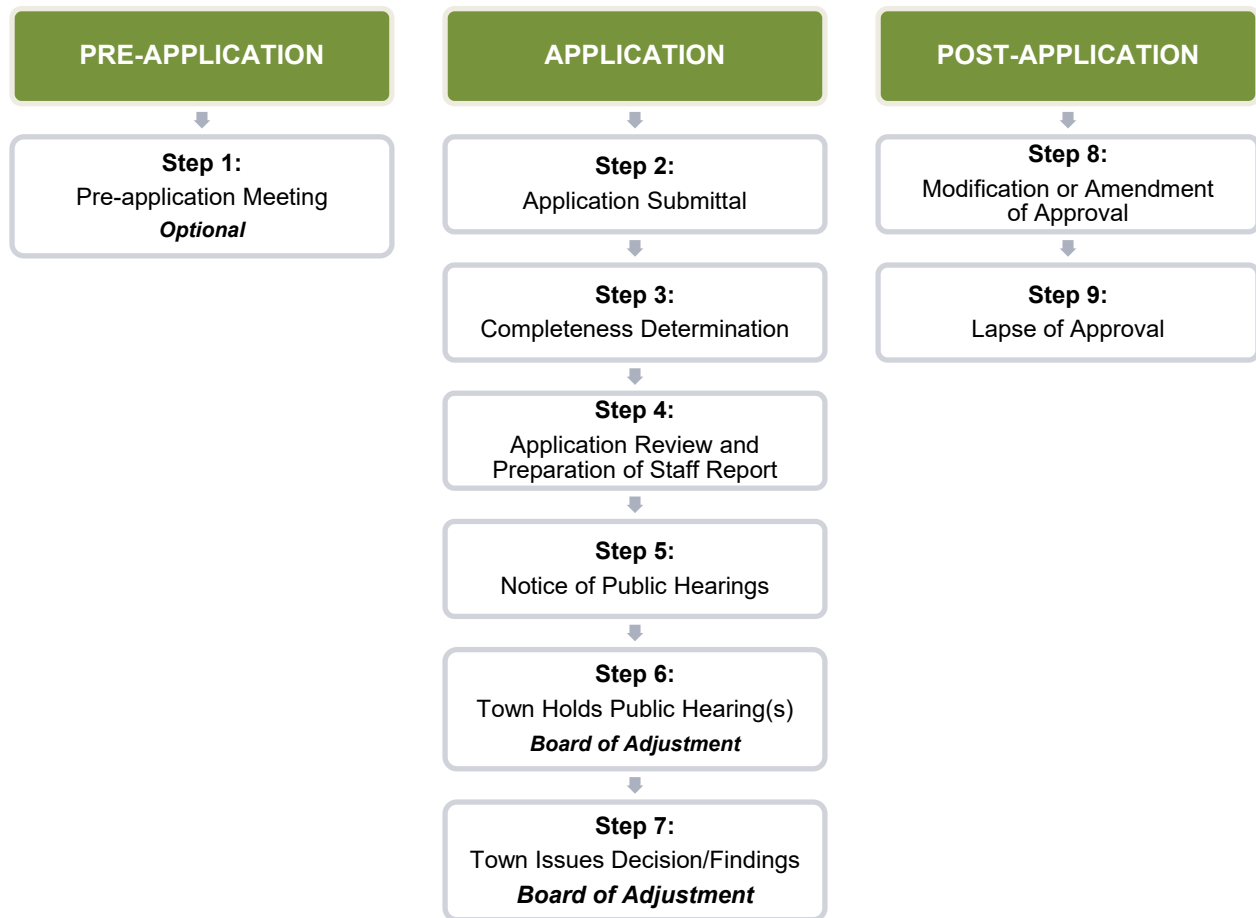 PRE-APPLICATION
Step 1:
Pre-application Meeting
Optional
APPLICATION
Step 2:
Application Submittal
Step 3:
Completeness Determination
Step 4:
Application Review and
Preparation of Staff Report
Step 5:
Notice of Public Hearings
Step 6:
Town Holds Public Hearing(s)
Board of Adjustment
Step 7:
Town Issues Decision/Findings
Board of Adjustment
POST-APPLICATION
Step 8:
Modification or Amendment
of Approval
Step 9:
Lapse of Approval